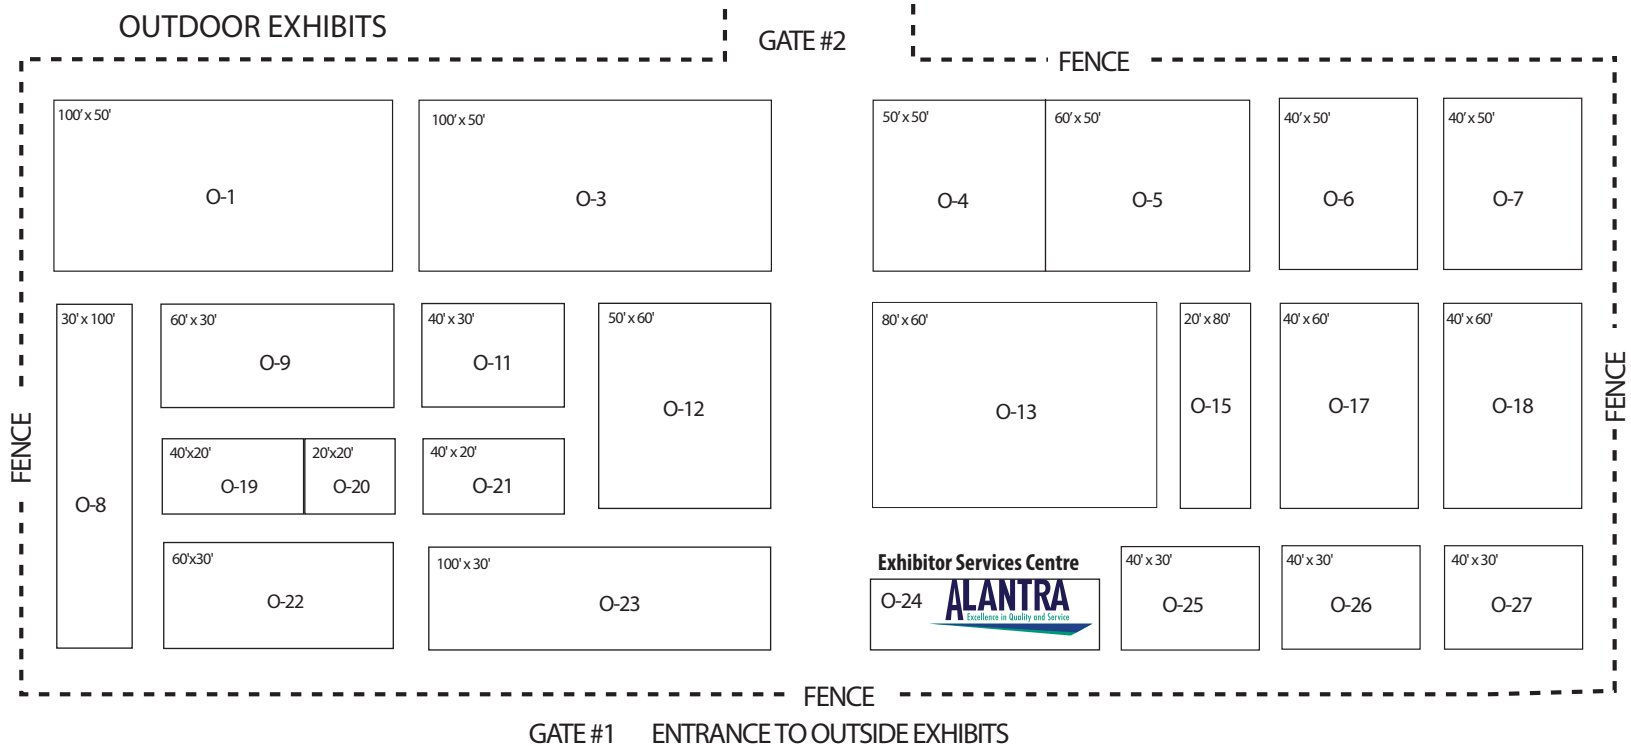 OUTDOOR EXHIBITS
GATE #2
FENCE
100' x 50'
O-1
100' x 50'
O-3
50' x 50'
O-4
60' x 50'
O-5
40' x 50'
O-6
40' x 50'
O-7
30' x 100'
O-8
60' x 30'
O-9
40' x 30'
O-11
50' x 60'
O-12
80' x 60'
O-13
20' x 80'
O-15
40' x 60'
O-17
40' x 60'
O-18
FENCE
FENCE
40'x20'
O-19
20'x20'
O-20
40' x 20'
O-21
60'x30'
O-22
100' x 30'
O-23
Exhibitor Services Centre
O-24
ALANTRA
Excellence in Quality and Service
40' x 30'
O-25
40' x 30'
O-26
40' x 30'
O-27
FENCE
GATE #1 ENTRANCE TO OUTSIDE EXHIBITS